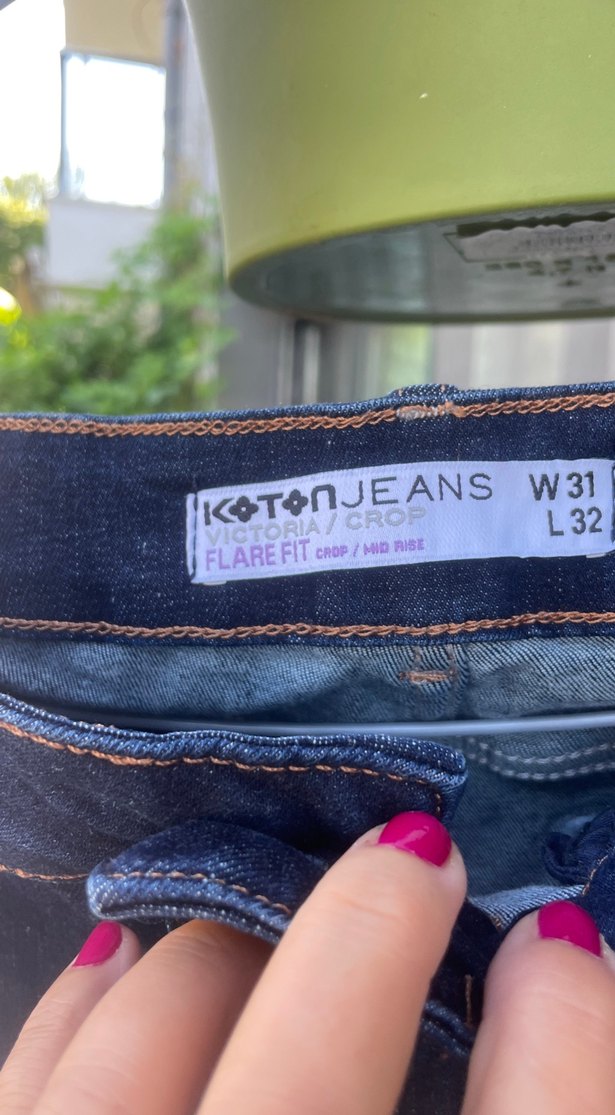 KOTON JEANS W 31
VICTORIA / CROP L 32
FLARE FIT CROP / MID RISE